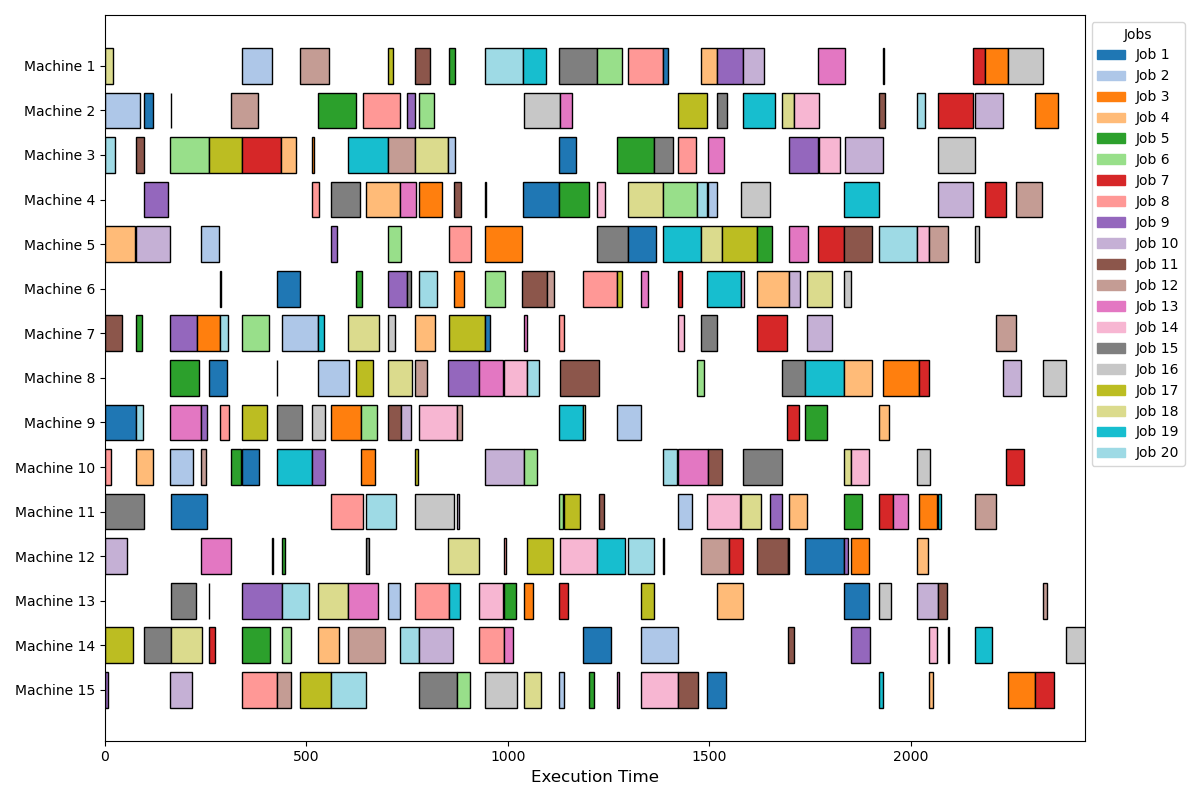 Machine 1
Machine 2
Machine 3
Machine 4
Machine 5
Machine 6
Machine 7
Machine 8
Machine 9
Machine 10
Machine 11
Machine 12
Machine 13
Machine 14
Machine 15
0 500 1000 1500 2000
Execution Time
Jobs
Job 1
Job 2
Job 3
Job 4
Job 5
Job 6
Job 7
Job 8
Job 9
Job 10
Job 11
Job 12
Job 13
Job 14
Job 15
Job 16
Job 17
Job 18
Job 19
Job 20